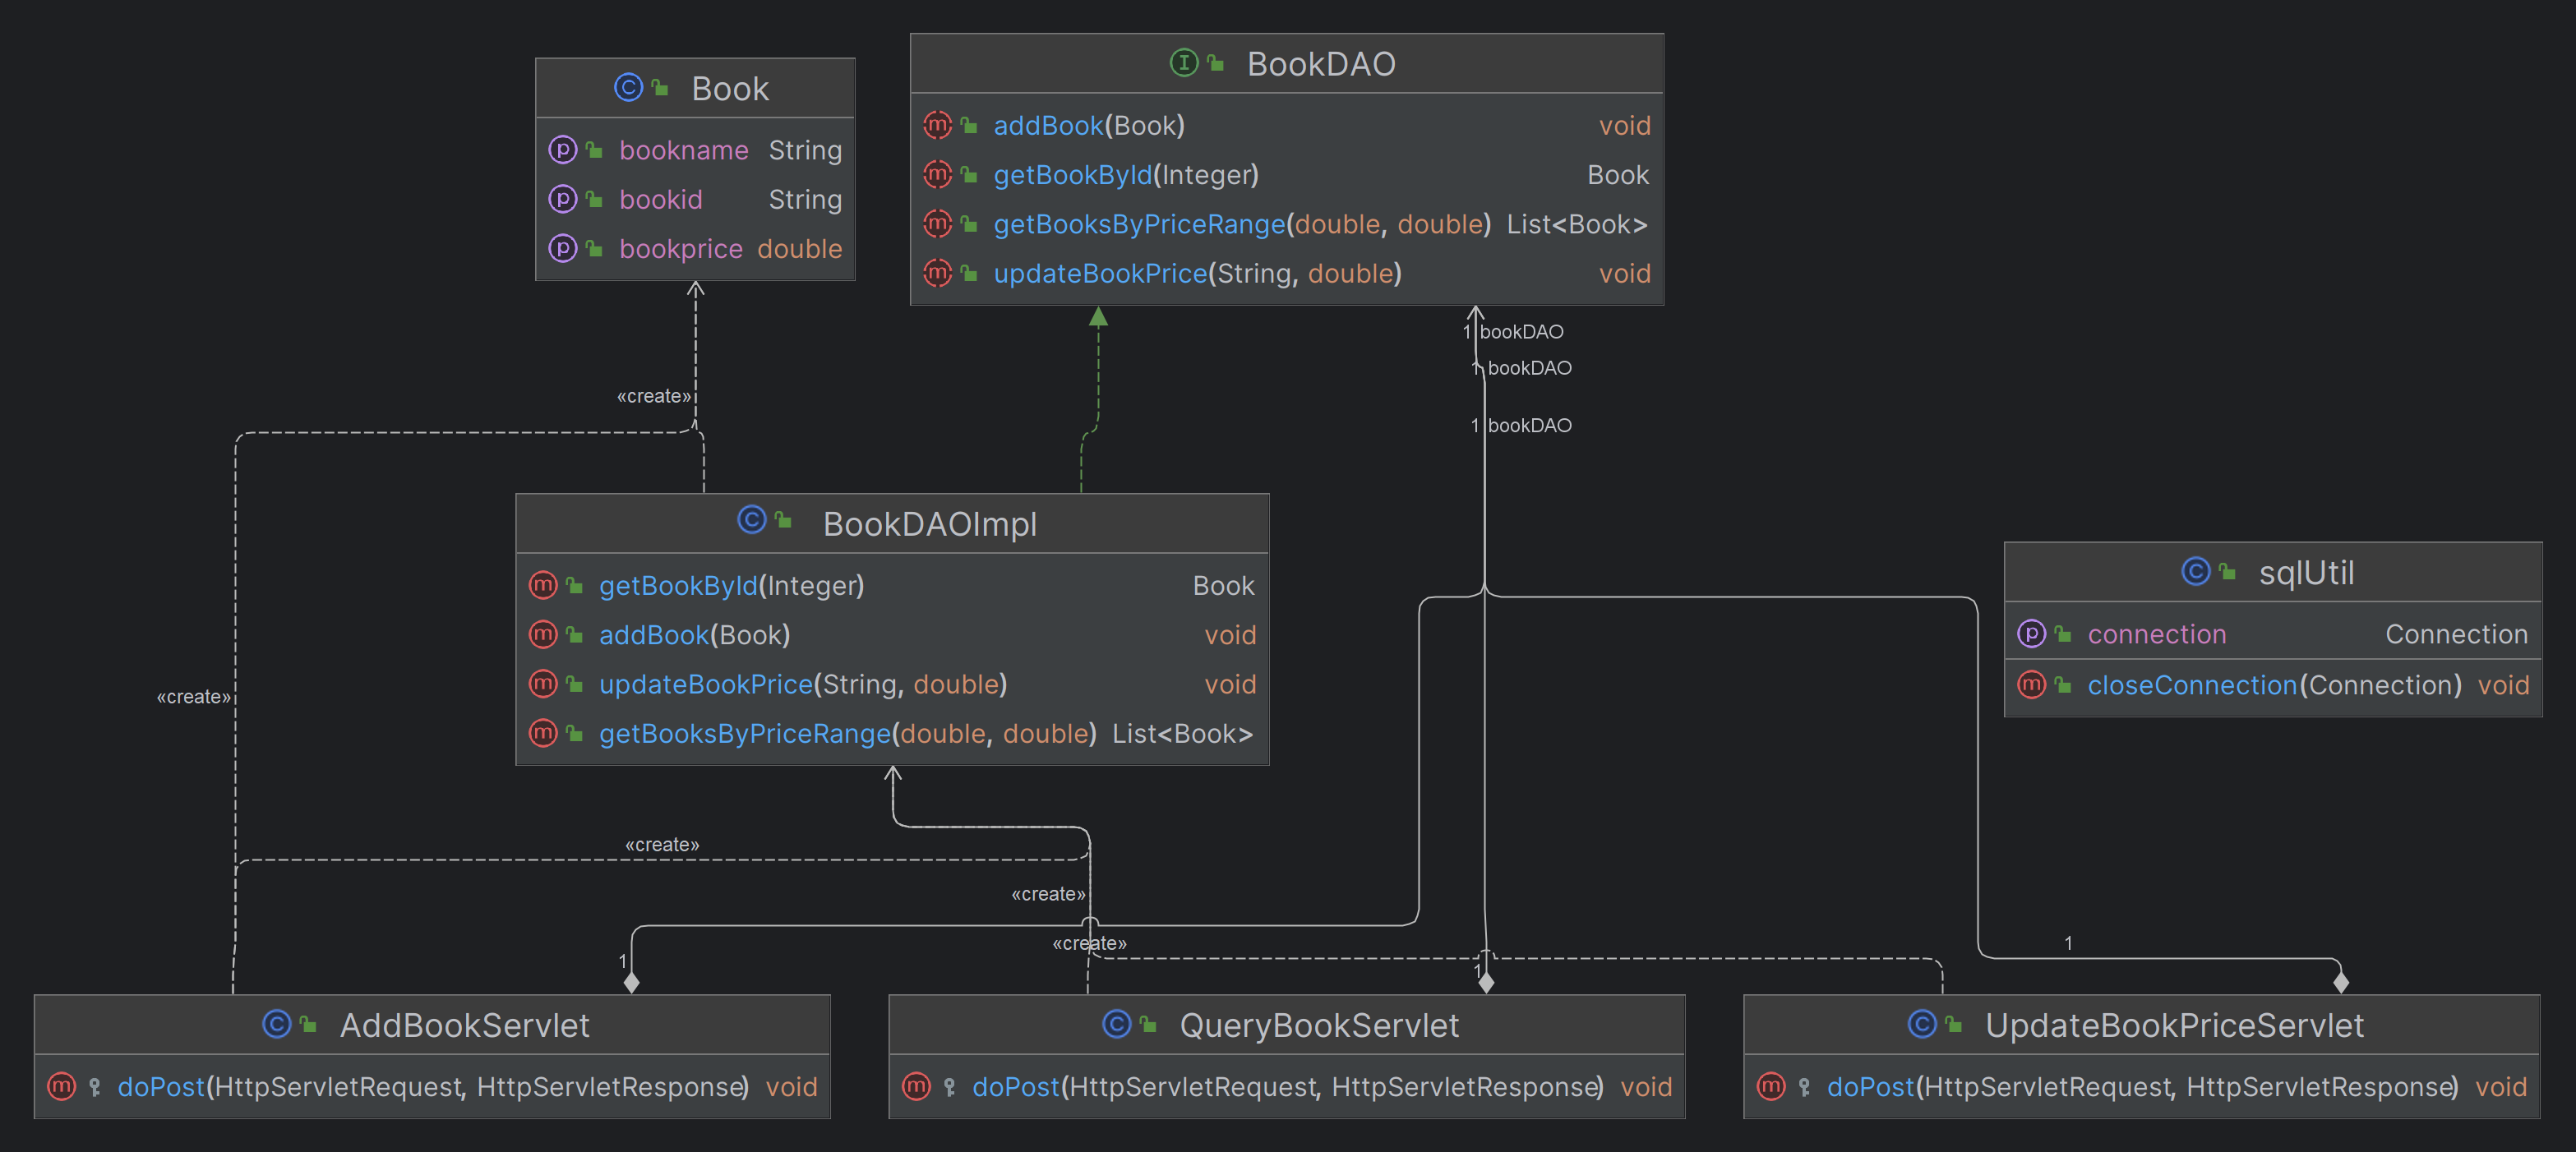 Book
bookname String
bookid String
bookprice double
BookDAO
addBook(Book) void
getBookById(Integer) Book
getBooksByPriceRange(double, double) List<Book>
updateBookPrice(String, double) void
1 bookDAO
1 bookDAO
1 bookDAO
«create»
BookDAOImpl
getBookById(Integer) Book
addBook(Book) void
updateBookPrice(String, double) void
getBooksByPriceRange(double, double) List<Book>
sqlUtil
connection Connection
closeConnection(Connection) void
«create»
«create»
«create»
«create»
1
1
1
AddBookServlet
doPost(HttpServletRequest, HttpServletResponse) void
QueryBookServlet
doPost(HttpServletRequest, HttpServletResponse) void
UpdateBookPriceServlet
doPost(HttpServletRequest, HttpServletResponse) void